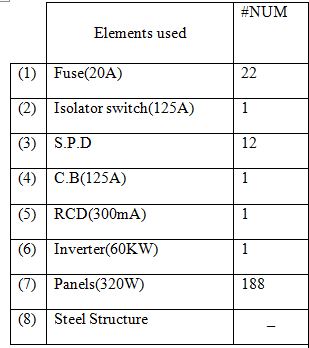 Elements used #NUM
(1) Fuse(20A) 22
(2) Isolator switch(125A) 1
(3) S.P.D 12
(4) C.B(125A) 1
(5) RCD(300mA) 1
(6) Inverter(60KW) 1
(7) Panels(320W) 188
(8) Steel Structure _